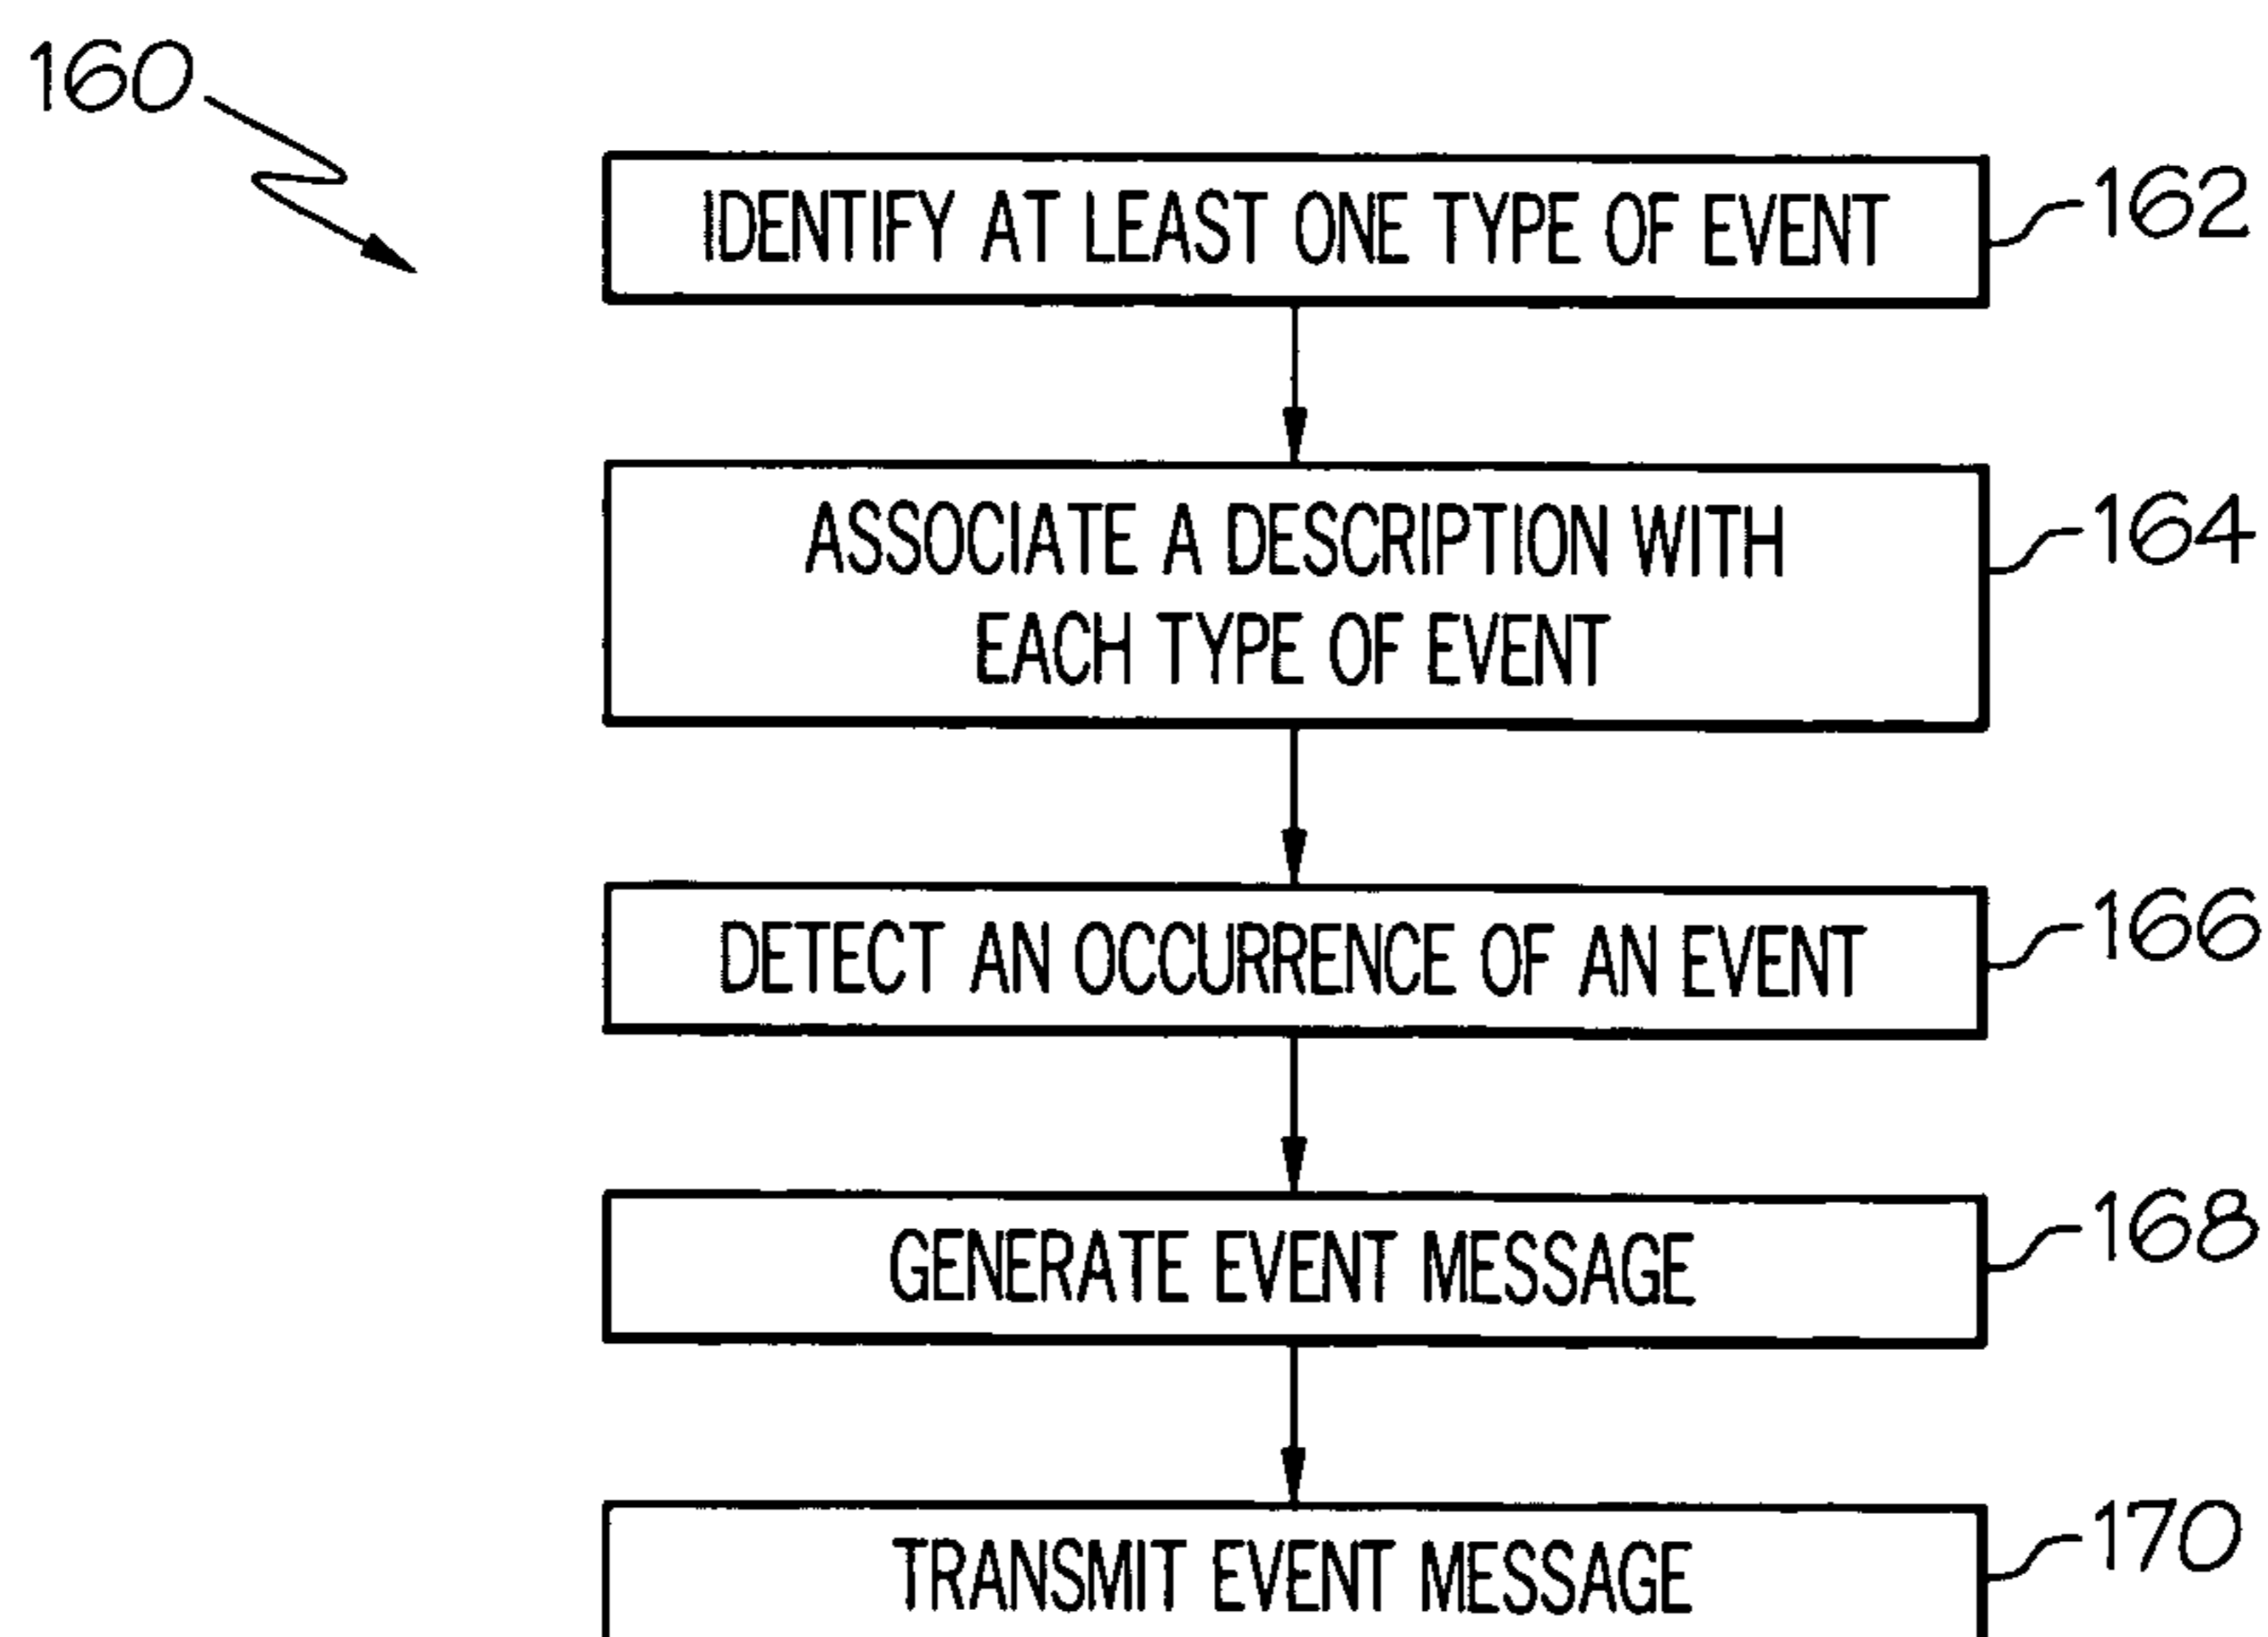 160
IDENTIFY AT LEAST ONE TYPE OF EVENT
162
ASSOCIATE A DESCRIPTION WITH
EACH TYPE OF EVENT
164
DETECT AN OCCURRENCE OF AN EVENT
166
GENERATE EVENT MESSAGE
168
TRANSMIT EVENT MESSAGE
170